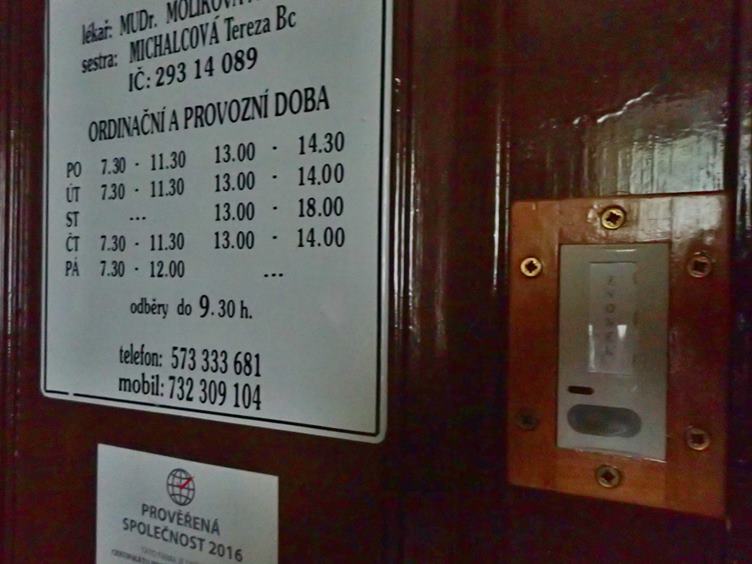 lékař: MUDr.
sestra: MICHALCOVÁ Tereza Bc
IČ: 293 14 089
ORDINAČNÍ A PROVOZNÍ DOBA
PO 7.30 - 11.30 13.00 - 14.30
ÚT 7.30 - 11.30 13.00 - 14.00
ST ... 13.00 - 18.00
ČT 7.30 - 11.30 13.00 - 14.00
PÁ 7.30 - 12.00 ...
odběry do 9.30 h.
telefon: 573 333 681
mobil: 732 309 104
PROVĚŘENÁ
SPOLEČNOST 2016
ZVONEK